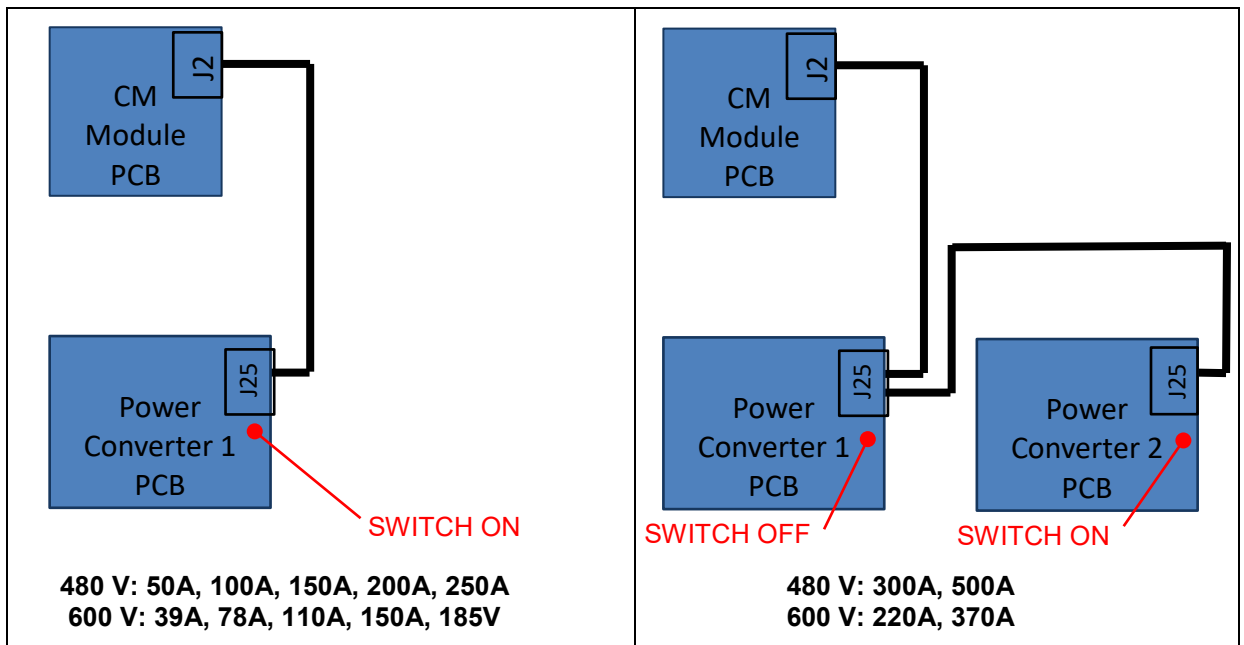 J2
CM
Module
PCB
J25
Power
Converter 1
PCB
SWITCH ON
480 V: 50A, 100A, 150A, 200A, 250A
600 V: 39A, 78A, 110A, 150A, 185V
J2
CM
Module
PCB
J25
Power
Converter 1
PCB
SWITCH OFF
J25
Power
Converter 2
PCB
SWITCH ON
480 V: 300A, 500A
600 V: 220A, 370A